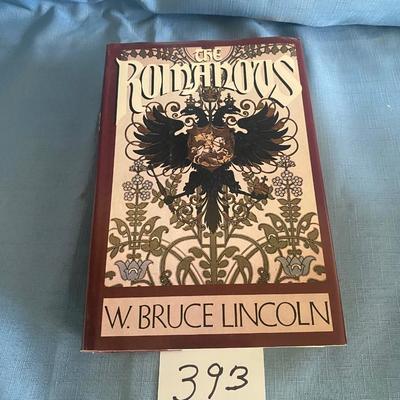 THE
ROMANOVS
W. BRUCE LINCOLN
393